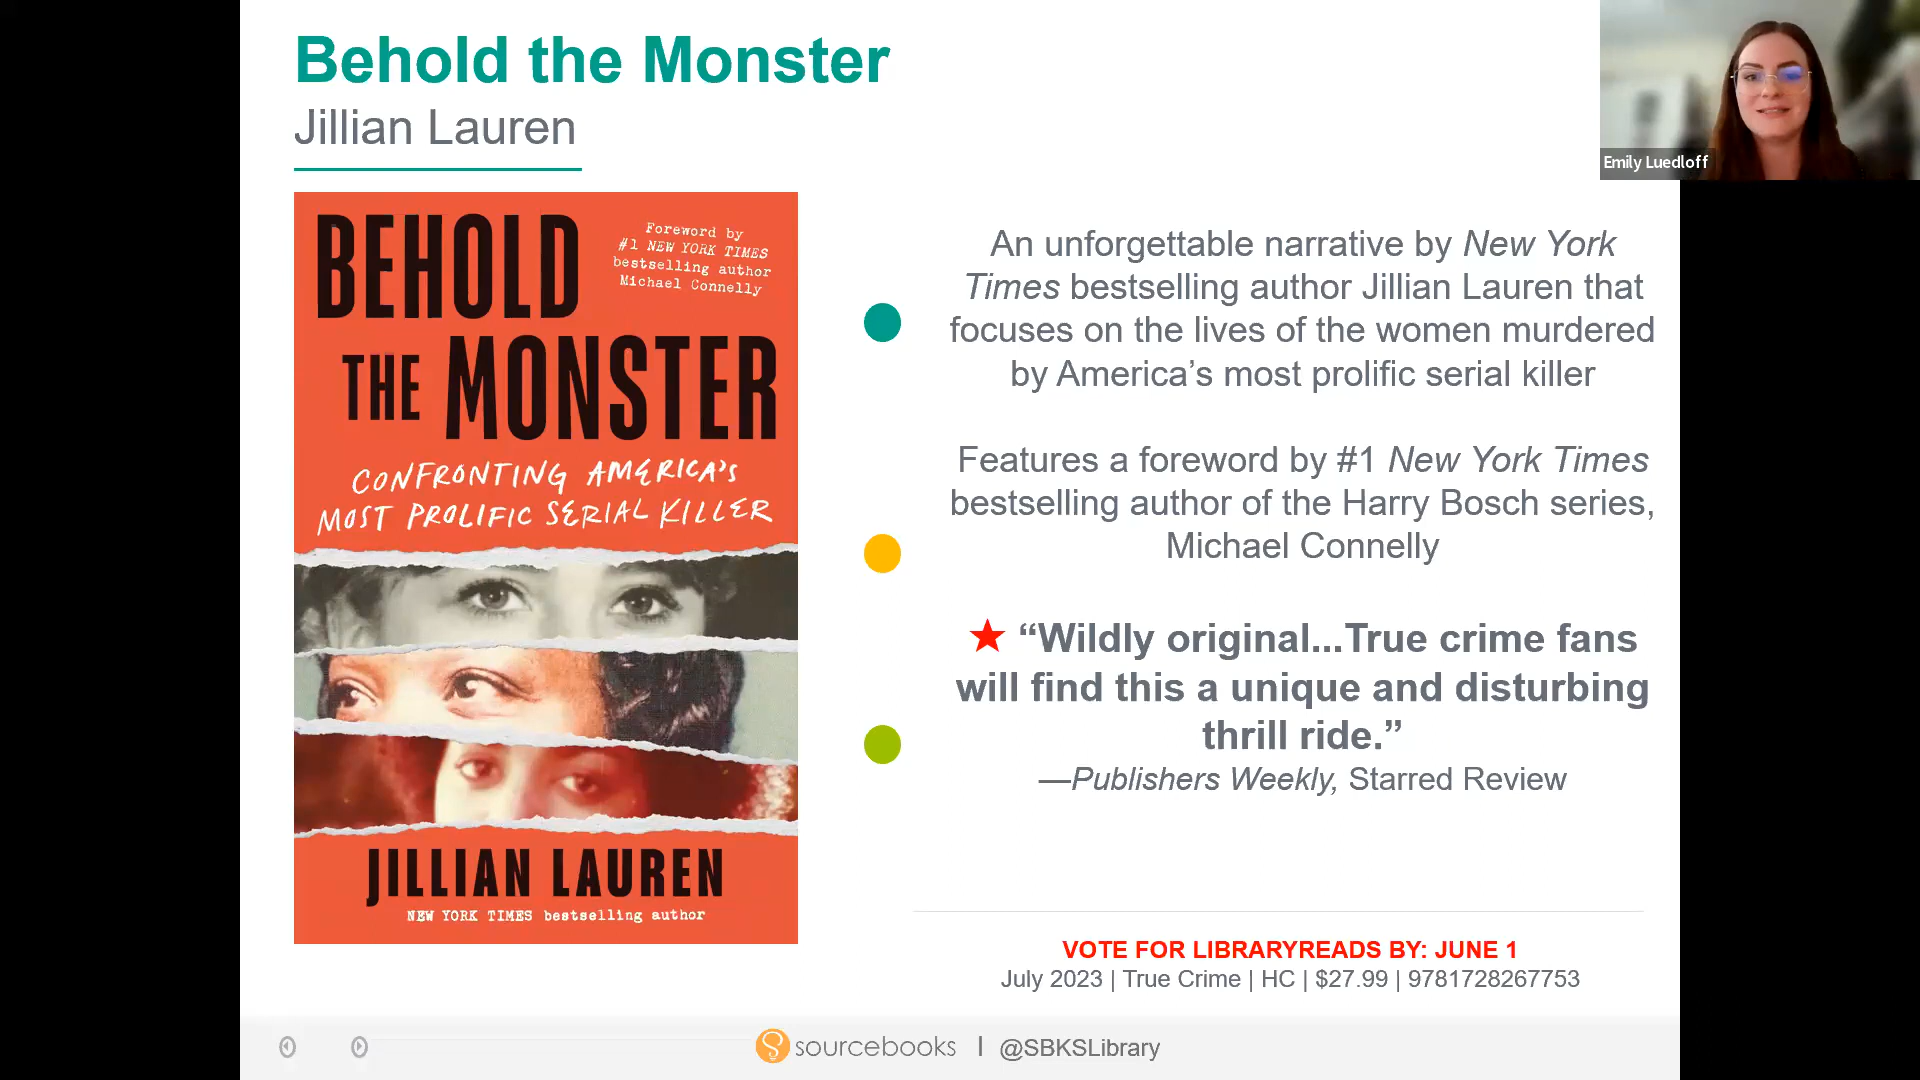 Behold the Monster
Jillian Lauren
BEHOLD
THE MONSTER
Foreword by
#1 NEW YORK TIMES
bestselling author
Michael Connelly
CONFRONTING AMERICA'S
MOST PROLIFIC SERIAL KILLER
JILLIAN LAUREN
NEW YORK TIMES bestselling author
An unforgettable narrative by New York
Times bestselling author Jillian Lauren that
focuses on the lives of the women murdered
by America’s most prolific serial killer
Features a foreword by #1 New York Times
bestselling author of the Harry Bosch series,
Michael Connelly
★ “Wildly original...True crime fans
will find this a unique and disturbing
thrill ride.”
—Publishers Weekly, Starred Review
VOTE FOR LIBRARYREADS BY: JUNE 1
July 2023 | True Crime | HC | $27.99 | 9781728267753
sourcebooks | @SBKSLibrary
Emily Luedloff